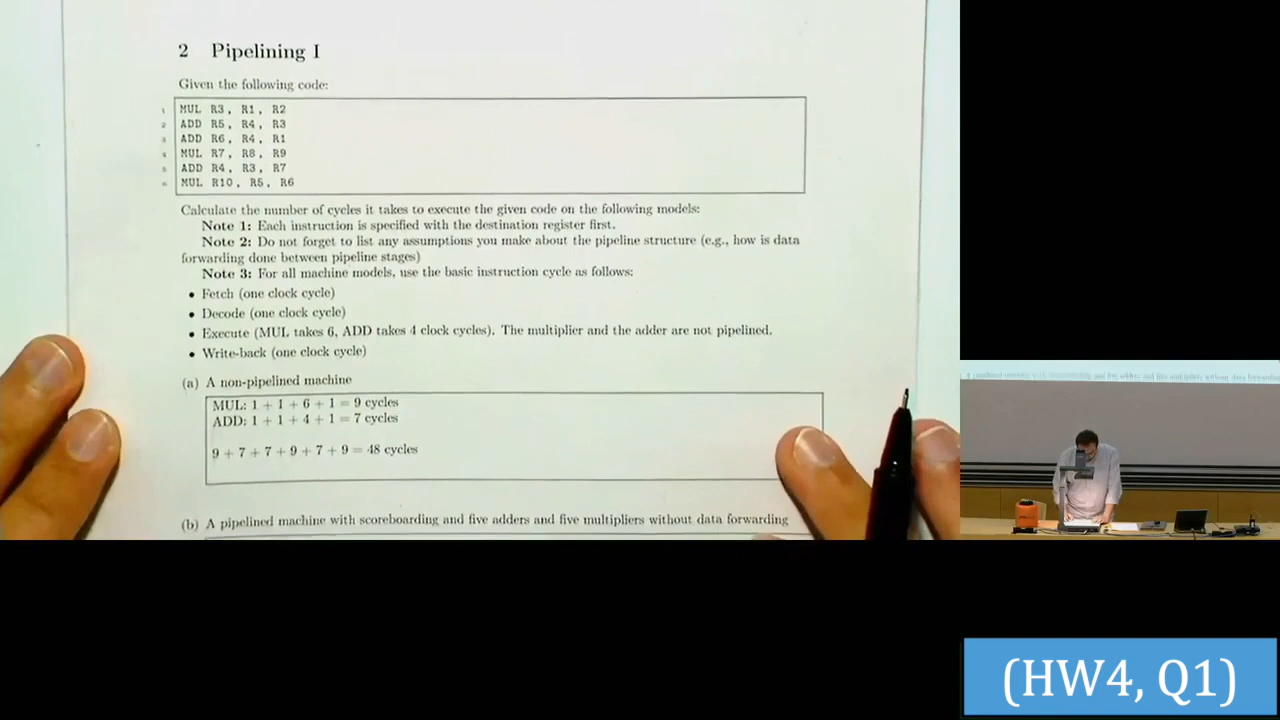 2 Pipelining I
Given the following code:
1 MUL R3, R1, R2
2 ADD R5, R4, R3
3 ADD R6, R4, R1
4 MUL R7, R8, R9
5 ADD R4, R3, R7
6 MUL R10, R5, R6
Calculate the number of cycles it takes to execute the given code on the following models:
Note 1: Each instruction is specified with the destination register first.
Note 2: Do not forget to list any assumptions you make about the pipeline structure (e.g., how is data
forwarding done between pipeline stages)
Note 3: For all machine models, use the basic instruction cycle as follows:
• Fetch (one clock cycle)
• Decode (one clock cycle)
• Execute (MUL takes 6, ADD takes 4 clock cycles). The multiplier and the adder are not pipelined.
• Write-back (one clock cycle)
(a) A non-pipelined machine
MUL: 1 + 1 + 6 + 1 = 9 cycles
ADD: 1 + 1 + 4 + 1 = 7 cycles
9 + 7 + 7 + 9 + 7 + 9 = 48 cycles
(b) A pipelined machine with scoreboarding and five adders and five multipliers without data forwarding
(HW4, Q1)